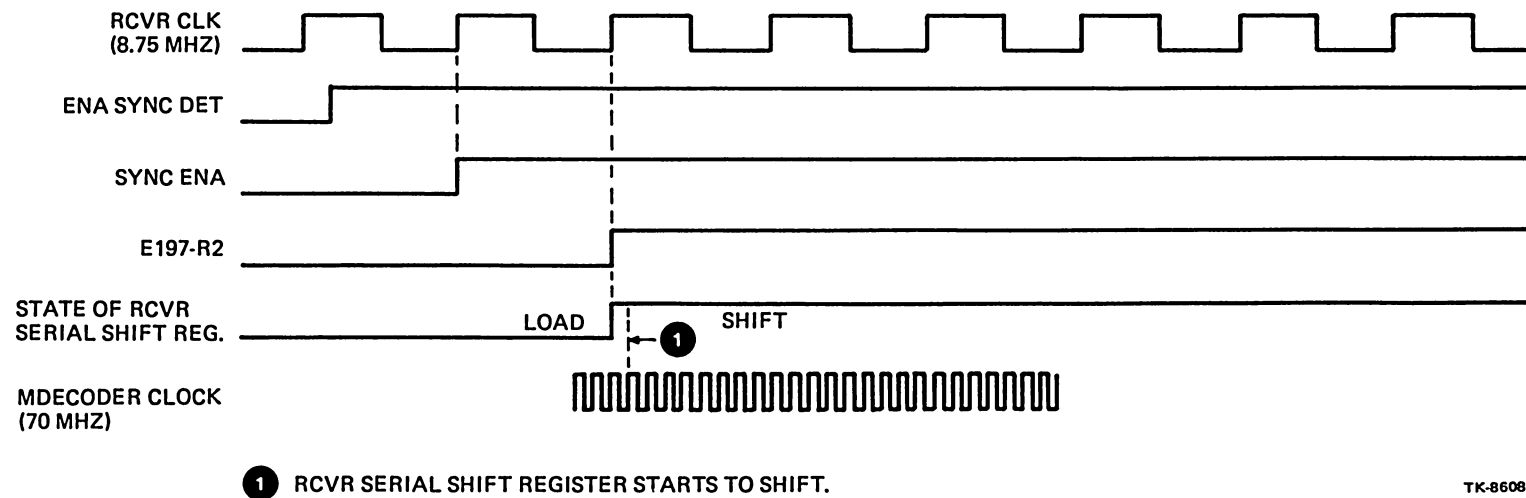 RCVR CLK
(8.75 MHZ)
ENA SYNC DET
SYNC ENA
E197-R2
STATE OF RCVR
SERIAL SHIFT REG.
LOAD
SHIFT
1
MDECODER CLOCK
(70 MHZ)
1 RCVR SERIAL SHIFT REGISTER STARTS TO SHIFT.
TK-8608